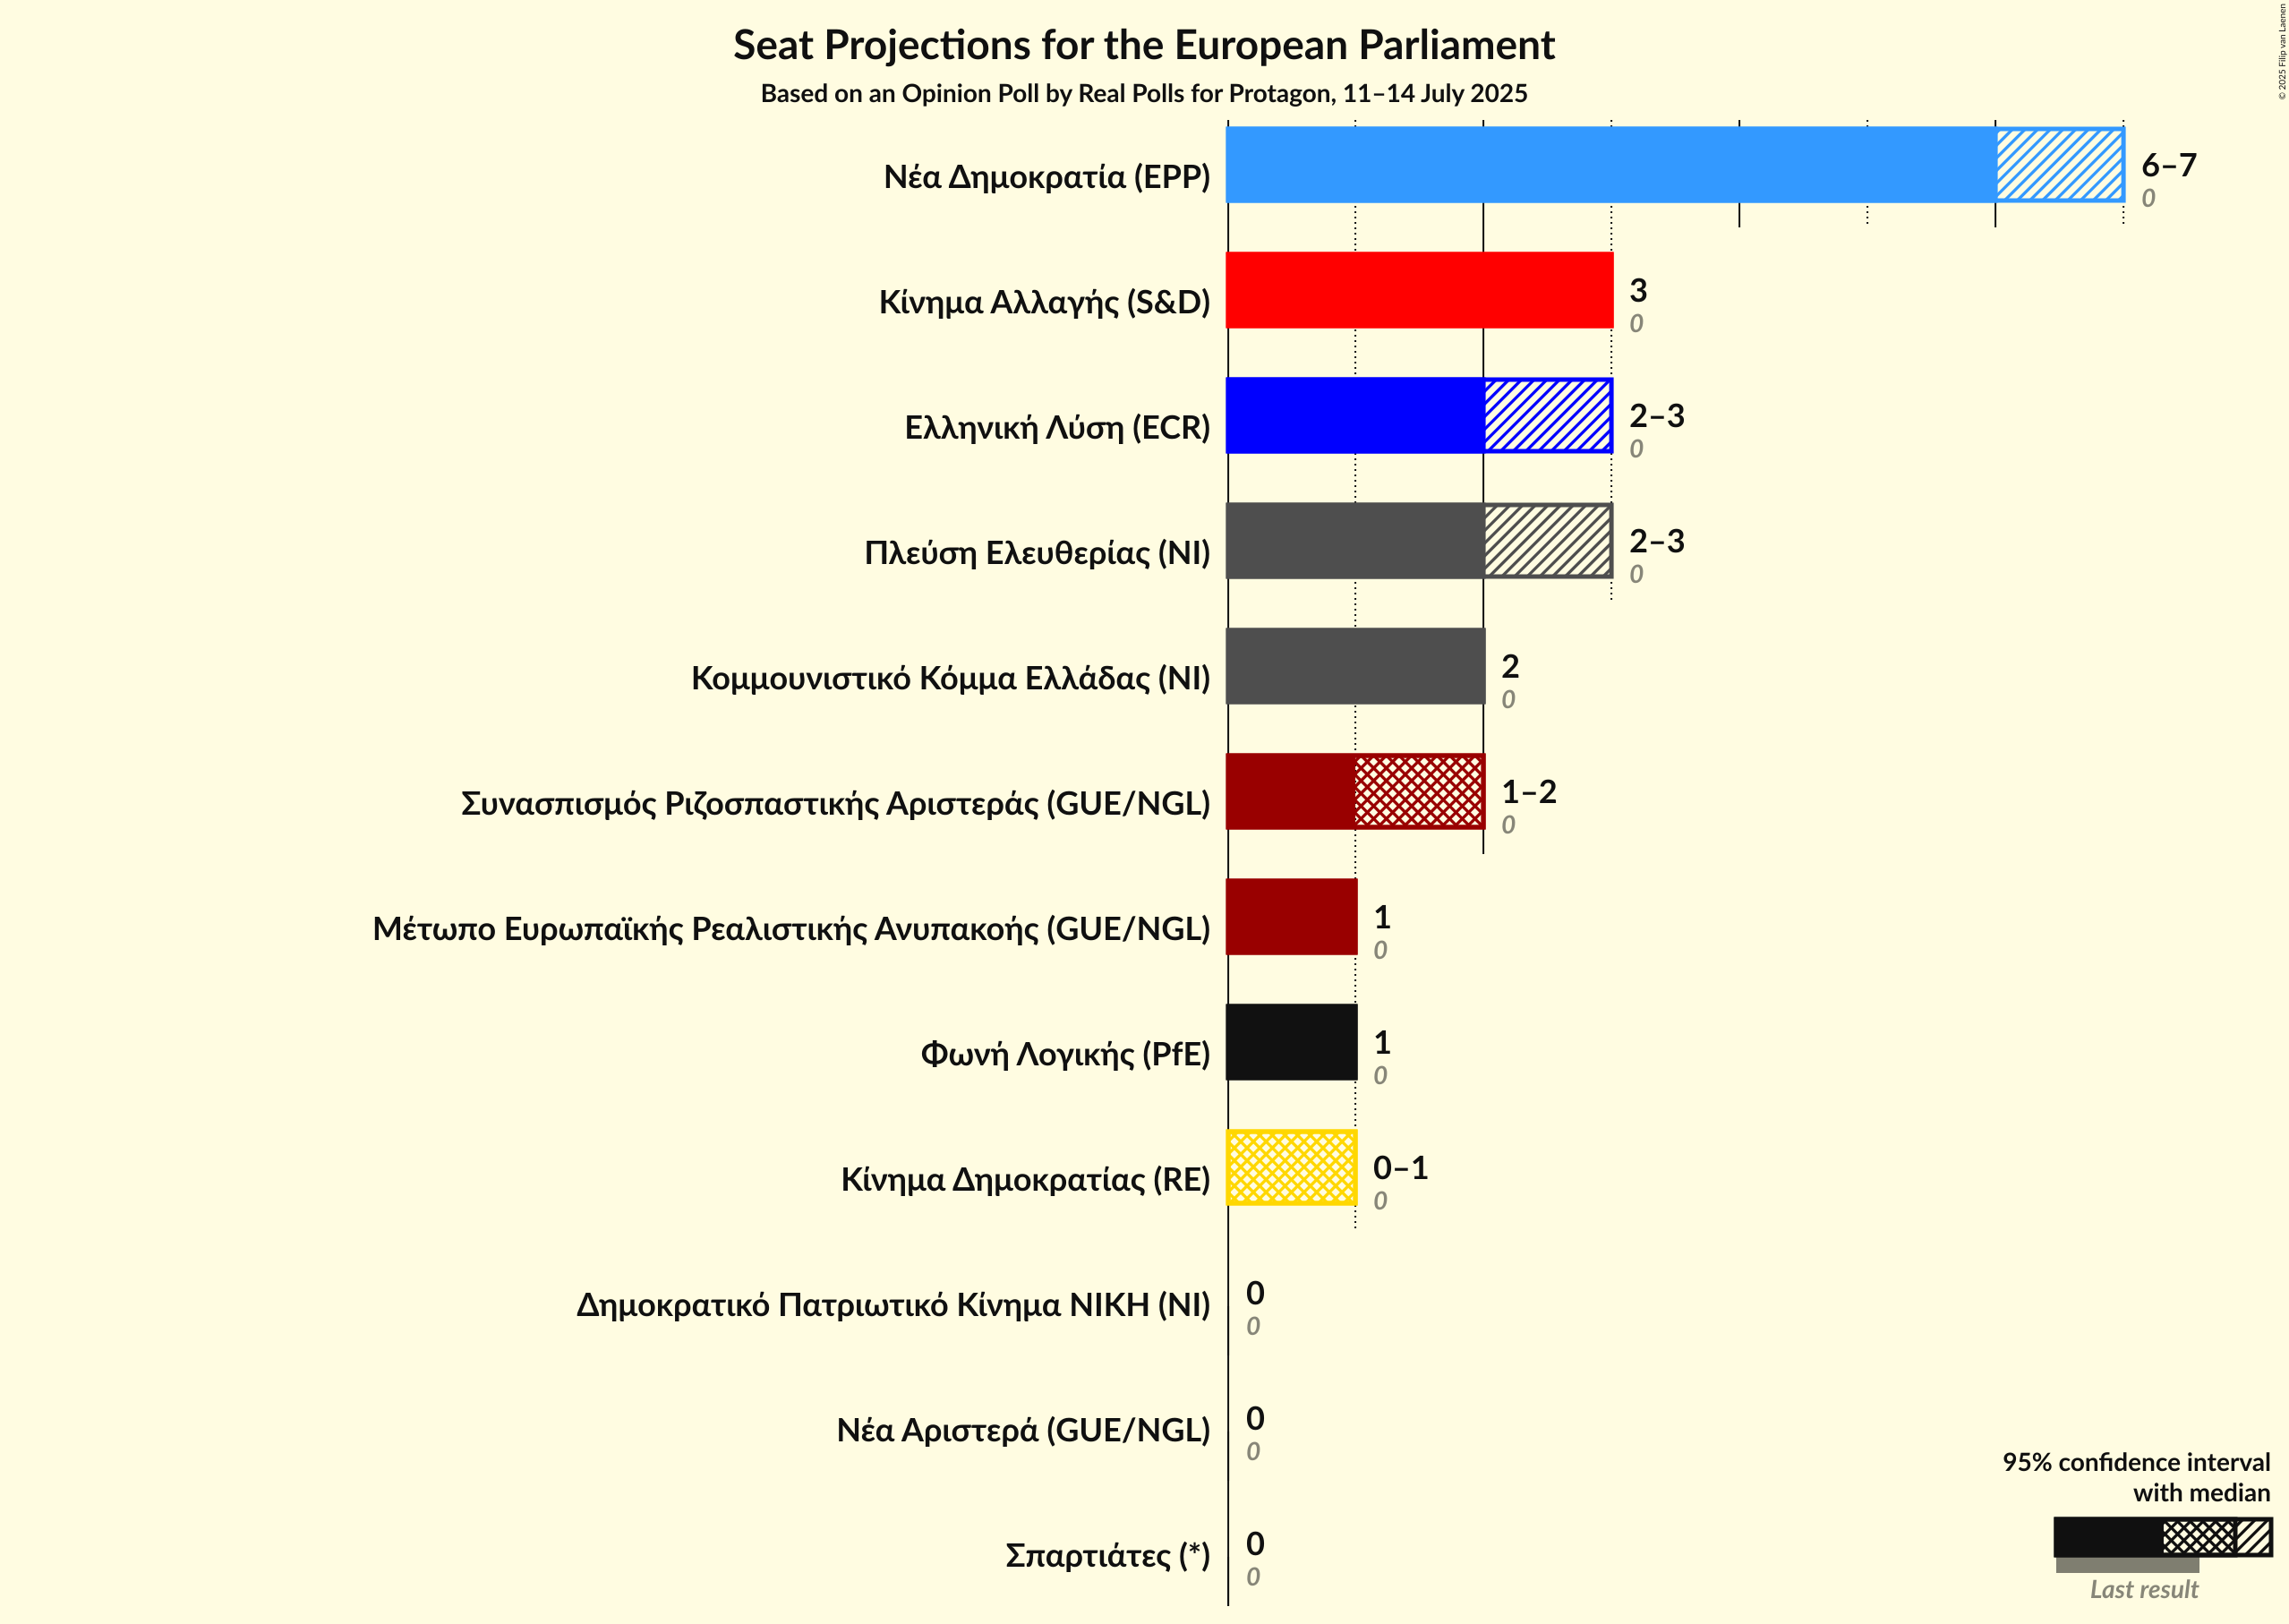 Seat Projections for the European Parliament
Based on an Opinion Poll by Real Polls for Protagon, 11–14 July 2025
© 2025 Filip van Laenen
Νέα Δημοκρατία (EPP)
6–7
0
Κίνημα Αλλαγής (S&D)
3
0
Ελληνική Λύση (ECR)
2–3
0
Πλεύση Ελευθερίας (NI)
2–3
0
Κομμουνιστικό Κόμμα Ελλάδας (NI)
2
0
Συνασπισμός Ριζοσπαστικής Αριστεράς (GUE/NGL)
1–2
0
Μέτωπο Ευρωπαϊκής Ρεαλιστικής Ανυπακοής (GUE/NGL)
1
0
Φωνή Λογικής (PfE)
1
0
Κίνημα Δημοκρατίας (RE)
0–1
0
Δημοκρατικό Πατριωτικό Κίνημα ΝΙΚΗ (NI)
0
0
Νέα Αριστερά (GUE/NGL)
0
0
Σπαρτιάτες (*)
0
0
95% confidence interval
with median
Last result